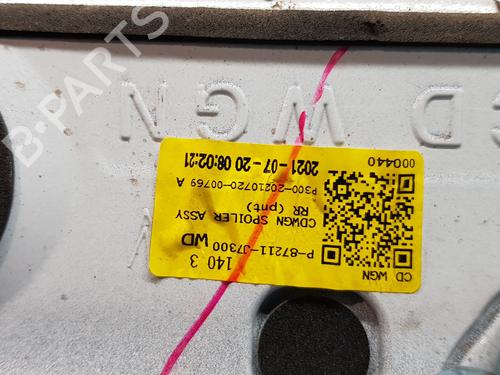 CD WGN
140 3
P-87211-J7300 WD
CDWGN SPOILER ASSY
RR (pnt)
P300-20210720-00769 A
2021-07-20 08:02:21
000440
CD WGN
B-PARTS